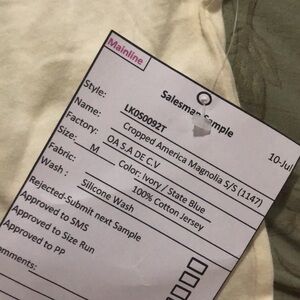 Mainline
Salesman Sample
Style: LK0S0092T 10-Jul
Name: Cropped America Magnolia S/S (1147)
Factory: OA S.A DE C.V
Size: M Color: Ivory / State Blue
Fabric: 100% Cotton Jersey
Wash : Silicone Wash
Rejected-Submit next Sample
Approved to SMS
Approved to Size Run
Approved to PP